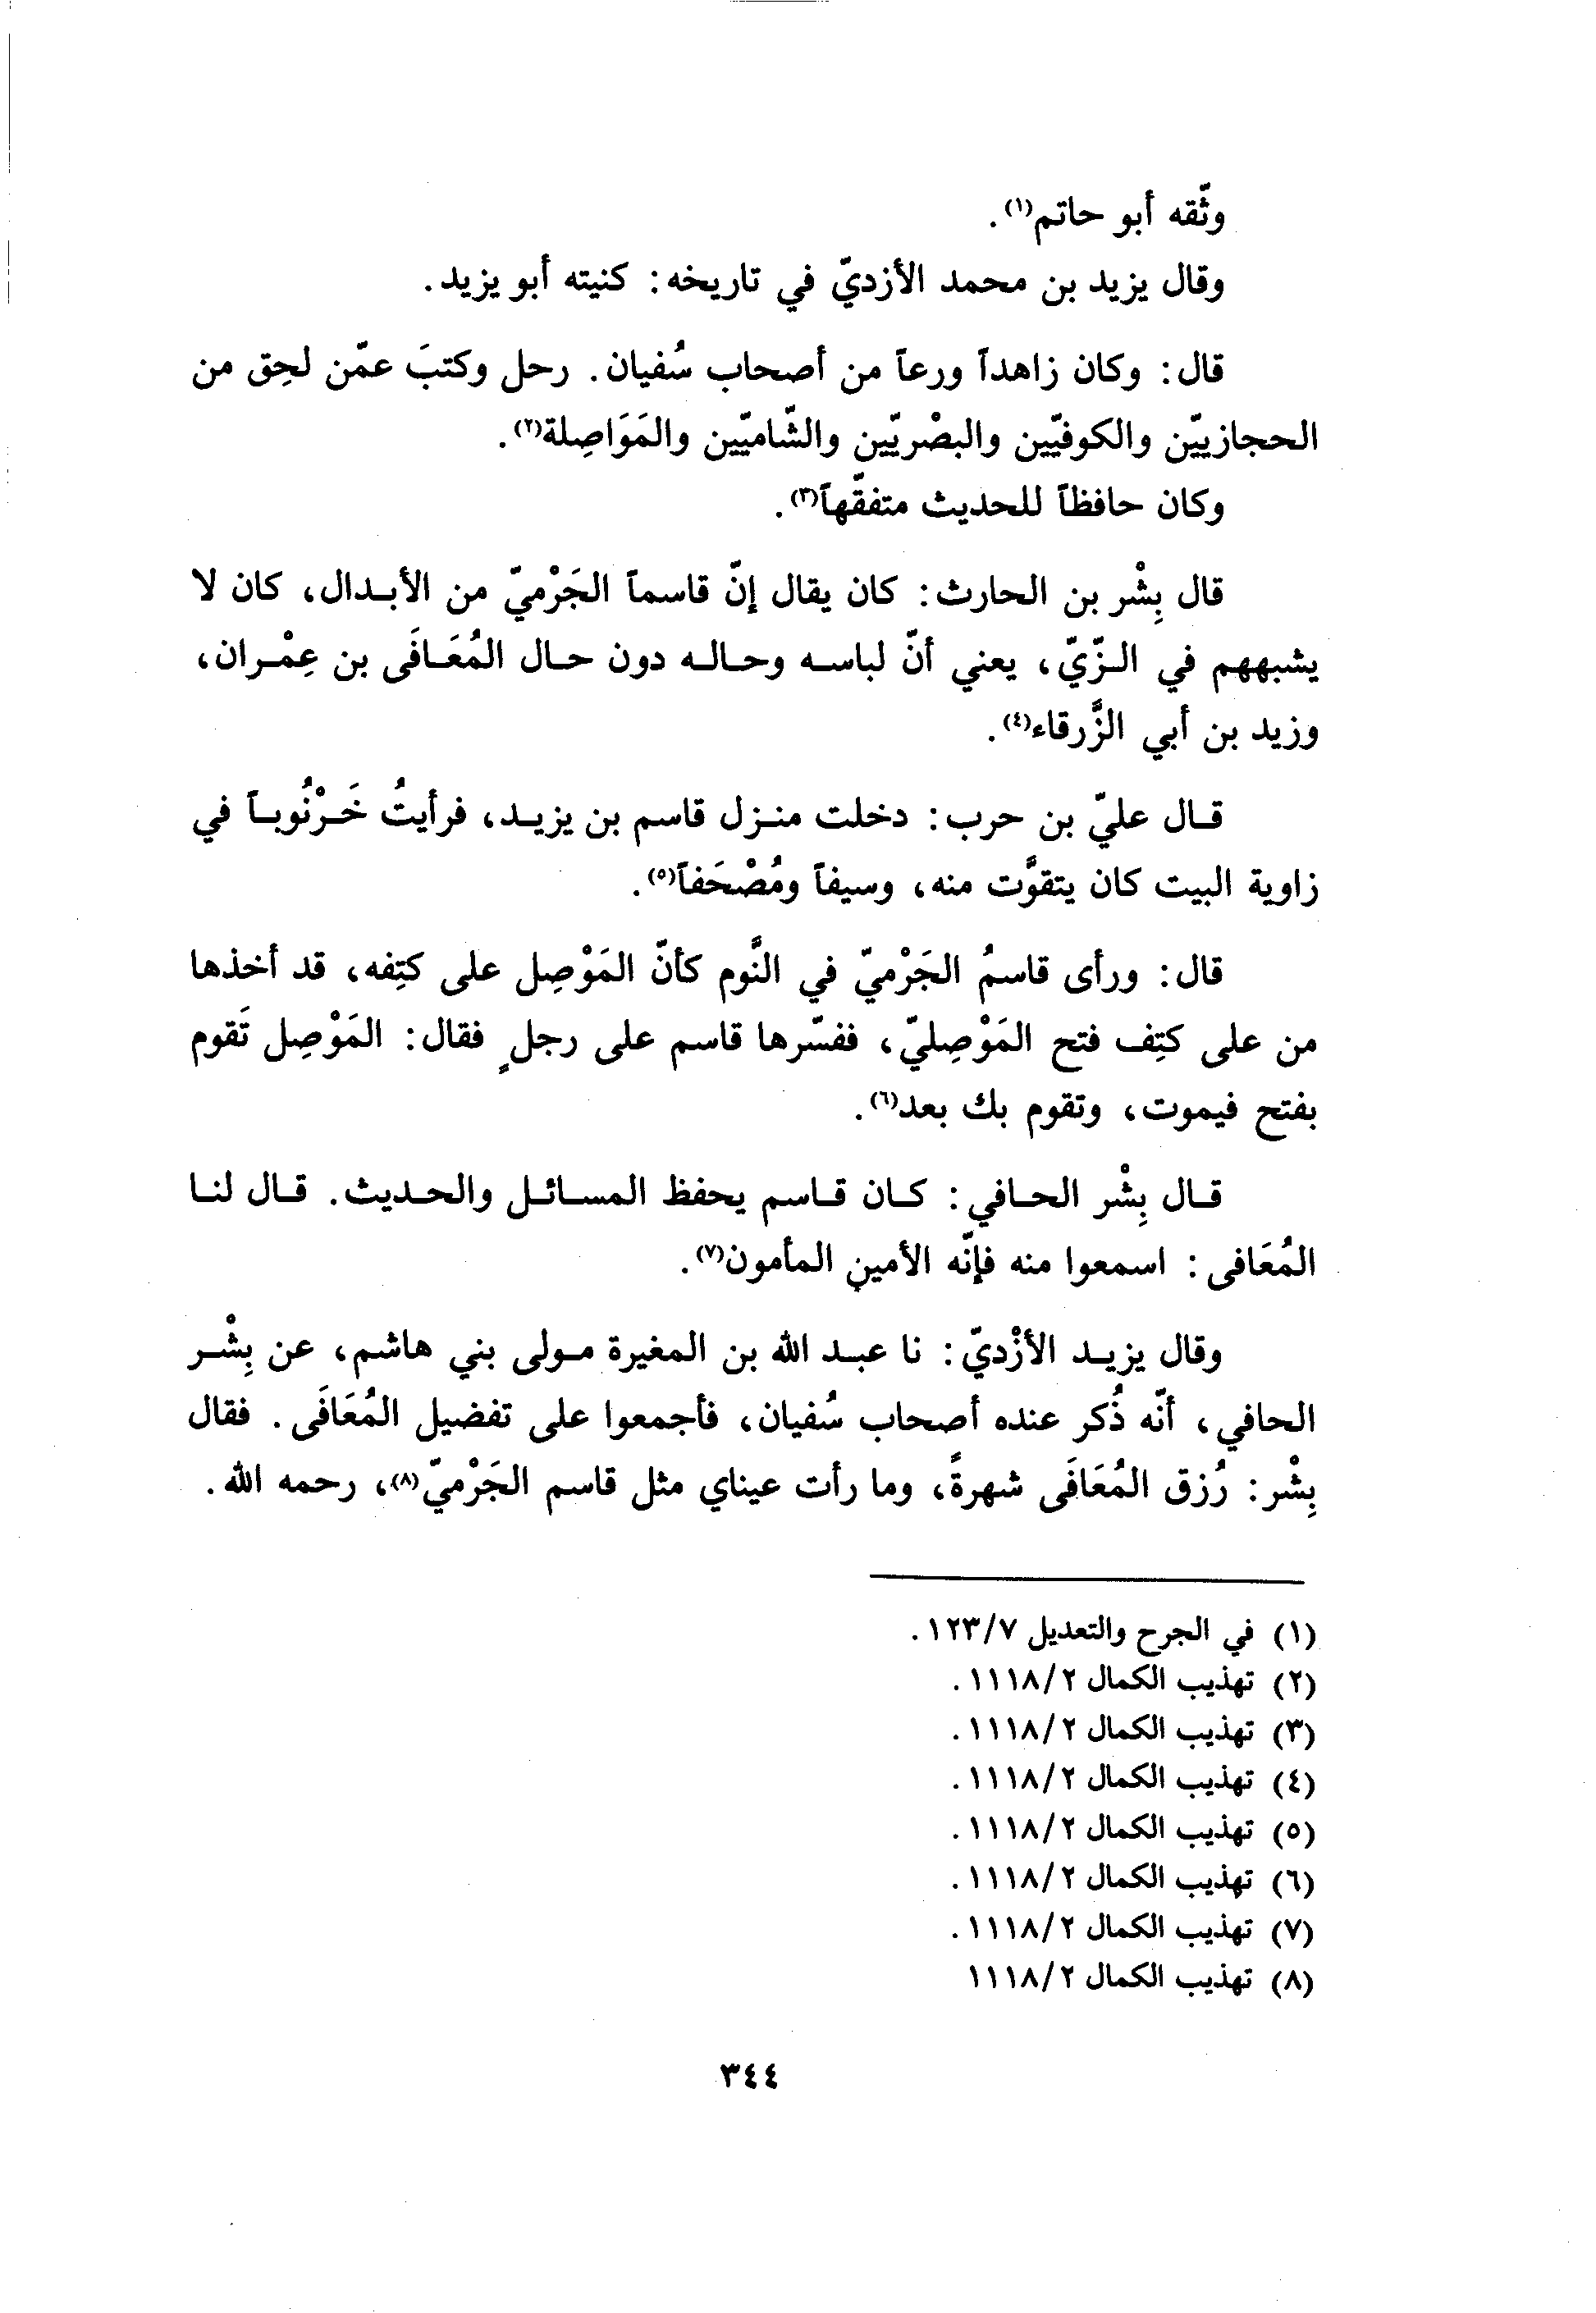 وثّقه أبو حاتم(١).
وقال يزيد بن محمد الأزديّ في تاريخه: كنيته أبو يزيد.
قال: وكان زاهداً ورعاً من أصحاب سُفيان. رحل وكتبَ عمّن لحِق من
الحجازييّن والكوفيّين والبصْرييّن والشّامييّن والمَوَاصِلة(٢).
وكان حافظاً للحديث متفقّهاً(٣).
قال بِشْر بن الحارث: كان يقال إنّ قاسماً الجَرْميّ من الأبدال، كان لا
يشبههم في الزّيّ، يعني أنّ لباسه وحاله دون حال المُعَافَى بن عِمْران،
وزيد بن أبي الزَّرقاء(٤).
قال عليّ بن حرب: دخلت منزل قاسم بن يزيد، فرأيتُ خَرْنُوباً في
زاوية البيت كان يتقوَّت منه، وسيفاً ومُصْحَفاً(٥).
قال: ورأى قاسمُ الجَرْميّ في النَّوم كأنّ المَوْصِل على كتِفه، قد أخذها
من على كتِف فتح المَوْصِليّ، ففسّرها قاسم على رجلٍ فقال: المَوْصِل تَقوم
بفتح فيموت، وتقوم بك بعد(٦).
قال بِشْر الحافي: كان قاسم يحفظ المسائل والحديث. قال لنا
المُعَافى: اسمعوا منه فإنّه الأمين المأمون(٧).
وقال يزيد الأزْديّ: نا عبد الله بن المغيرة مولى بني هاشم، عن بِشْر
الحافي، أنّه ذُكر عنده أصحاب سُفيان، فأجمعوا على تفضيل المُعَافَى. فقال
بِشْر: رُزق المُعَافَى شهرةً، وما رأت عيناي مثل قاسم الجَرْميّ(٨)، رحمه الله.
(١) في الجرح والتعديل ١٢٣/٧.
(٢) تهذيب الكمال ١١١٨/٢.
(٣) تهذيب الكمال ١١١٨/٢.
(٤) تهذيب الكمال ١١١٨/٢.
(٥) تهذيب الكمال ١١١٨/٢.
(٦) تهذيب الكمال ١١١٨/٢.
(٧) تهذيب الكمال ١١١٨/٢.
(٨) تهذيب الكمال ١١١٨/٢
٣٤٤